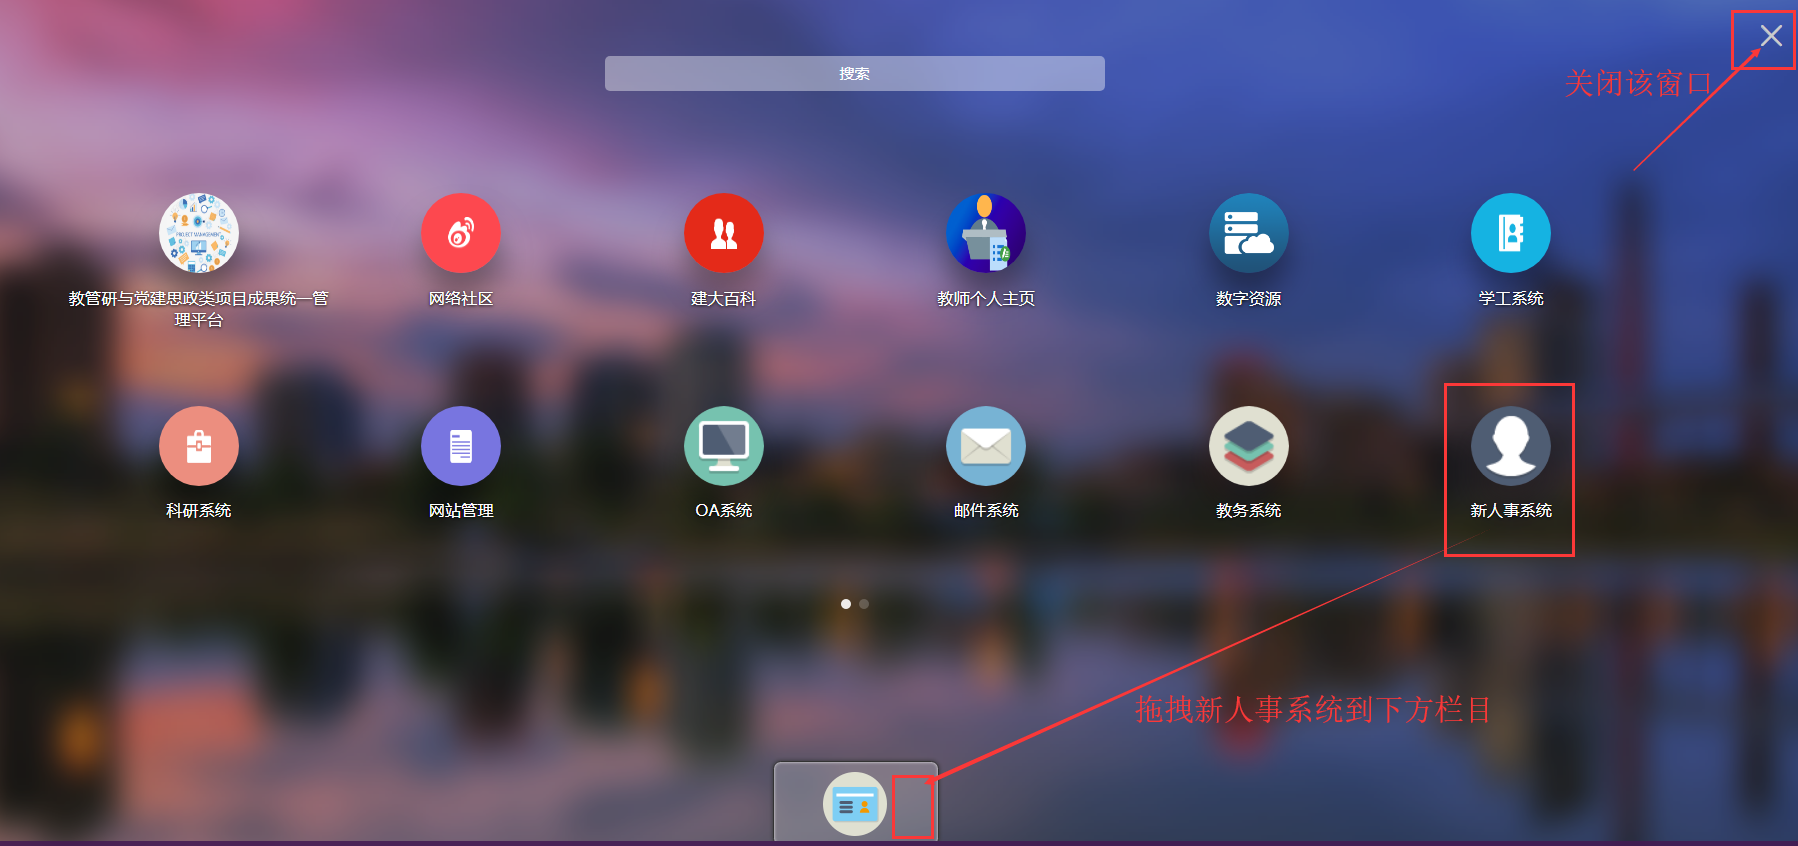 搜索
关闭该窗口
PROJECT MANAGEMENT
教管研与党建思政类项目成果统一管
理平台
网络社区
建大百科
教师个人主页
数字资源
学工系统
科研系统
网站管理
OA系统
邮件系统
教务系统
新人事系统
拖拽新人事系统到下方栏目